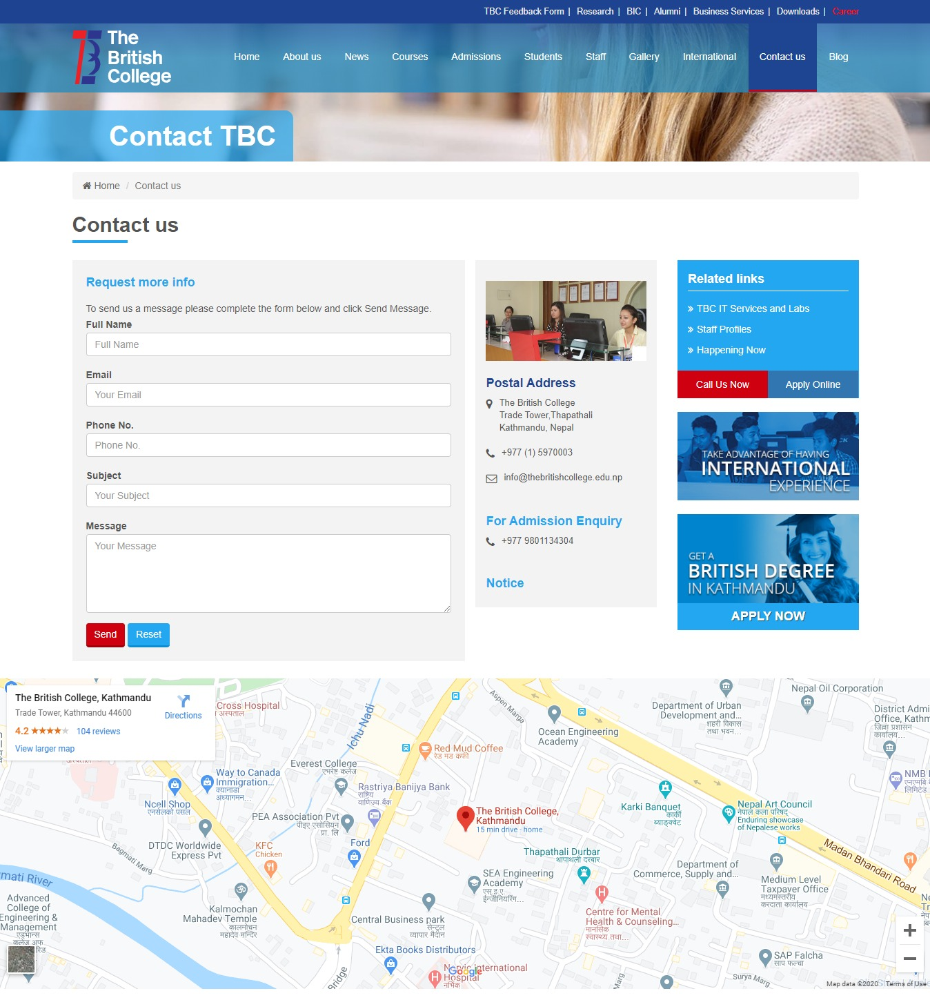 TBC Feedback Form | Research | BIC | Alumni | Business Services | Downloads | Career
The
British
College
Home About us News Courses Admissions Students Staff Gallery International Contact us Blog
Contact TBC
Home / Contact us
Contact us
Request more info
To send us a message please complete the form below and click Send Message.
Full Name
Full Name
Email
Your Email
Phone No.
Phone No.
Subject
Your Subject
Message
Your Message
Send Reset
Postal Address
The British College
Trade Tower,Thapathali
Kathmandu, Nepal
+977 (1) 5970003
info@thebritishcollege.edu.np
For Admission Enquiry
+977 9801134304
Notice
Related links
» TBC IT Services and Labs
» Staff Profiles
» Happening Now
Call Us Now Apply Online
TAKE ADVANTAGE OF HAVING
INTERNATIONAL
EXPERIENCE
GET A
BRITISH DEGREE
IN KATHMANDU
APPLY NOW
The British College, Kathmandu
Trade Tower, Kathmandu 44600
4.2 104 reviews
View larger map
Directions
Cross Hospital
अस्पताल
Ichu Nadi
Aspen Marga
Ocean Engineering
Academy
Department of Urban
Development and...
शहरी विकास
तथा भवन...
Nepal Oil Corporation
District Admi
Office, Kathm
जिल्ला प्रशासन
कार्यालय...
Red Mud Coffee
रेड मड कफी
Everest College
एभरेष्ट कलेज
Way to Canada
Immigration...
क्यानाडा
अध्यागमन...
Rastriya Banijya Bank
राष्ट्रिय
वाणिज्य बैंक
NMB
एनएमबि
लिमिटेड
Ncell Shop
एनसेलको पसल
PEA Association Pvt
पीइए एसोसियन
प्रा. लि
The British College,
Kathmandu
15 min drive - home
Karki Banquet
कार्की
ब्याङ्क्वेट
Nepal Art Council
नेपाल कला परिषद
Enduring showcase
of Nepalese works
DTDC Worldwide
Express Pvt
KFC
Chicken
Ford
Thapathali Durbar
थापाथली दरबार
Madan Bhandari Road
Bagmati Marg
Department of
Commerce, Supply and...
Medium Level
Taxpayer Office
मध्यमस्तरीय
करदाता कार्यालय
SEA Engineering
Academy
एस.इ.ए.
ईन्जीनियरिंग...
mati River
Advanced
College of
Engineering &
Management
एड्भान्स
कलेज अफ
Kalmochan
Mahadev Temple
कालमोचन
महादेव मन्दिर
Central Business park
सेन्ट्रल
व्यापार मैदान
Centre for Mental
Health & Counseling...
मानसिक
स्वास्थ्य तथा...
Ekta Books Distributors
Norvic International
Hospital
नर्भिक
Google
Bridge
Marg
SAP Falcha
साप फल्चा
Surya Marg
Map data ©2020 Terms of Use